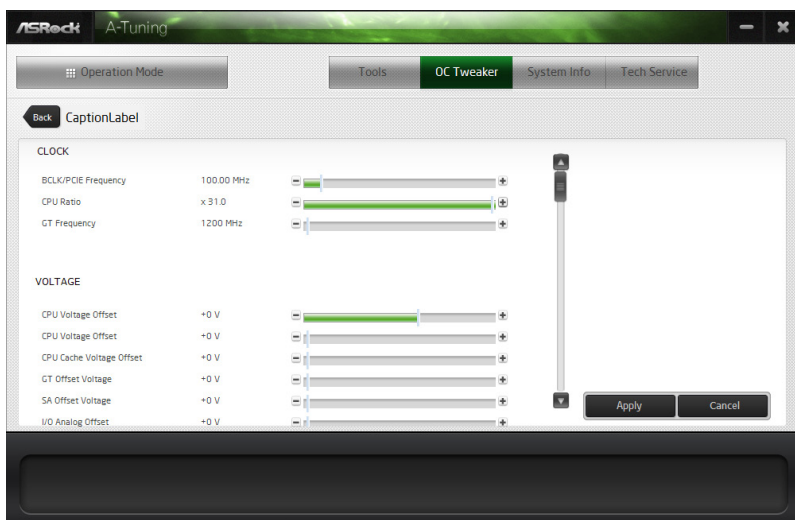 ASRock A-Tuning
Operation Mode Tools OC Tweaker System Info Tech Service
Back CaptionLabel
CLOCK
BCLK/PCIE Frequency 100.00 MHz
CPU Ratio x 31.0
GT Frequency 1200 MHz
VOLTAGE
CPU Voltage Offset +0 V
CPU Voltage Offset +0 V
CPU Cache Voltage Offset +0 V
GT Offset Voltage +0 V
SA Offset Voltage +0 V
I/O Analog Offset +0 V
Apply Cancel